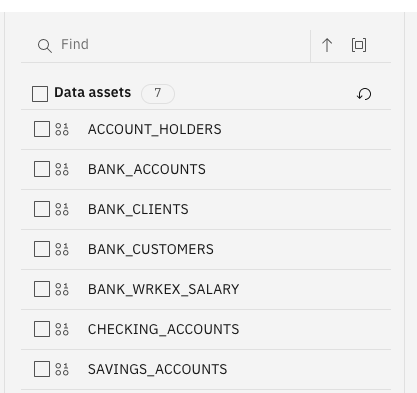 Find
Data assets 7
ACCOUNT_HOLDERS
BANK_ACCOUNTS
BANK_CLIENTS
BANK_CUSTOMERS
BANK_WRKEX_SALARY
CHECKING_ACCOUNTS
SAVINGS_ACCOUNTS